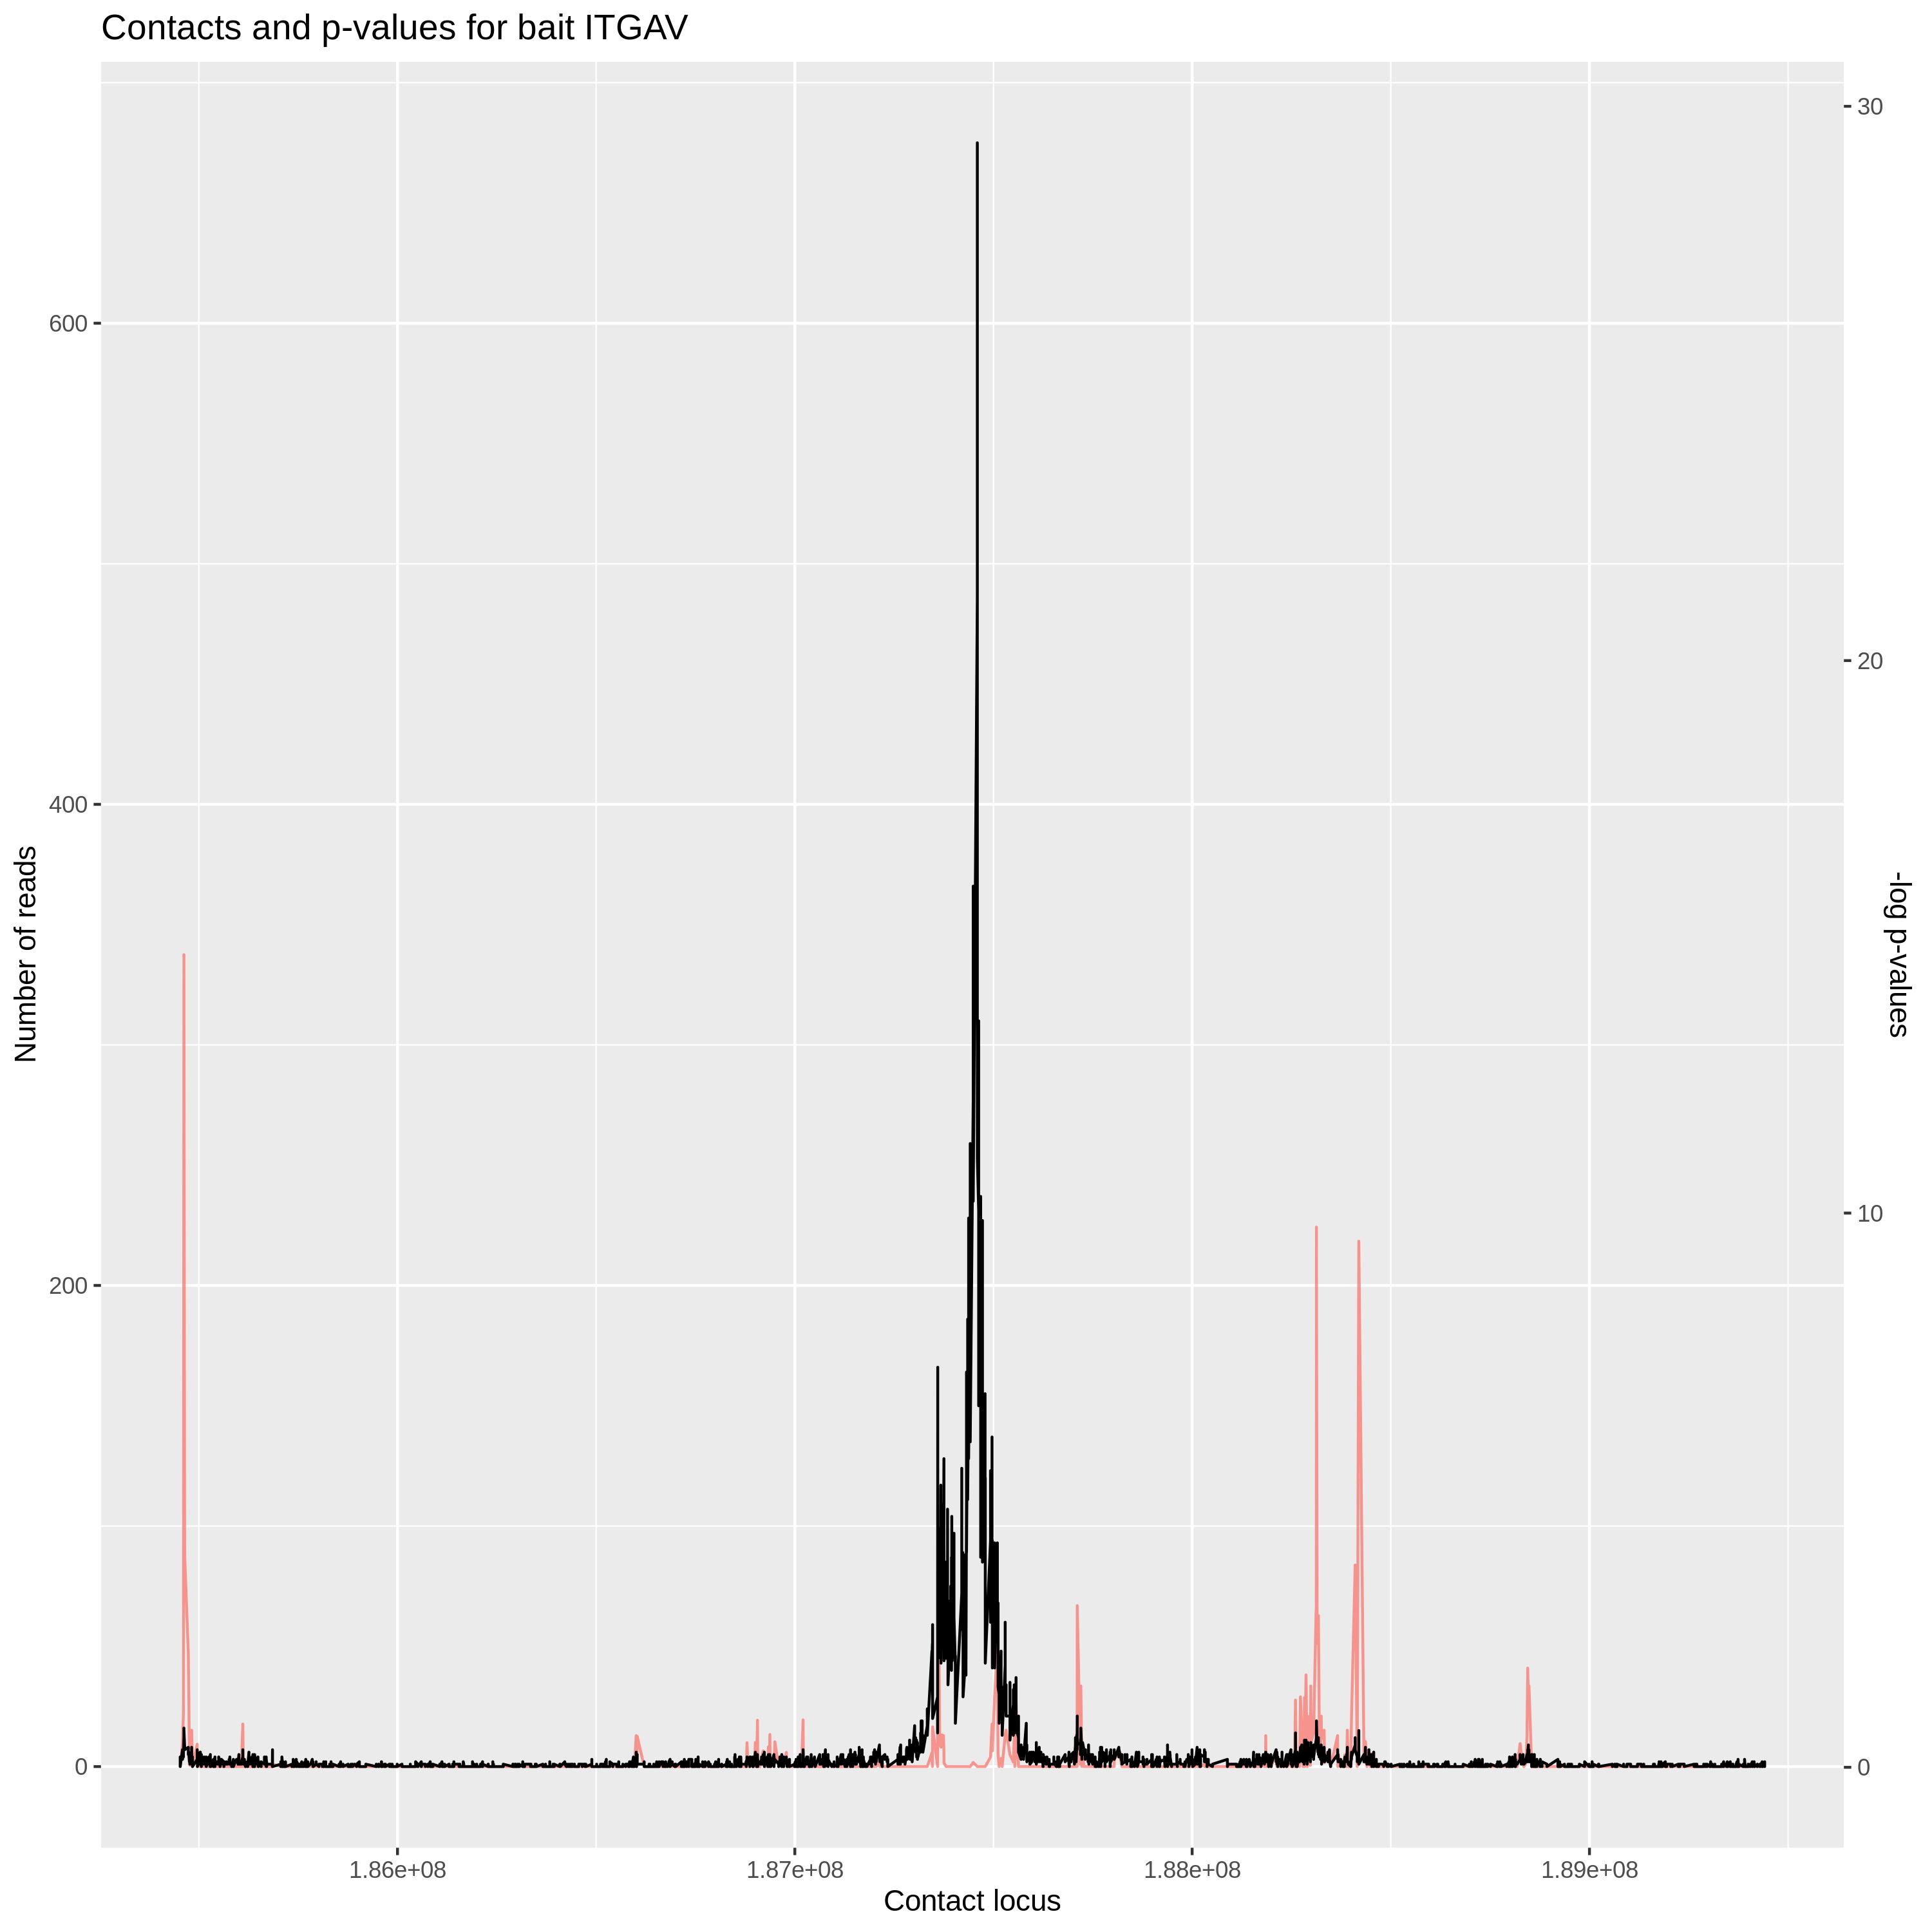 Contacts and p-values for bait ITGAV
Number of reads
600
400
200
0
30
20
10
0
-log p-values
1.86e+08
1.87e+08
1.88e+08
1.89e+08
Contact locus